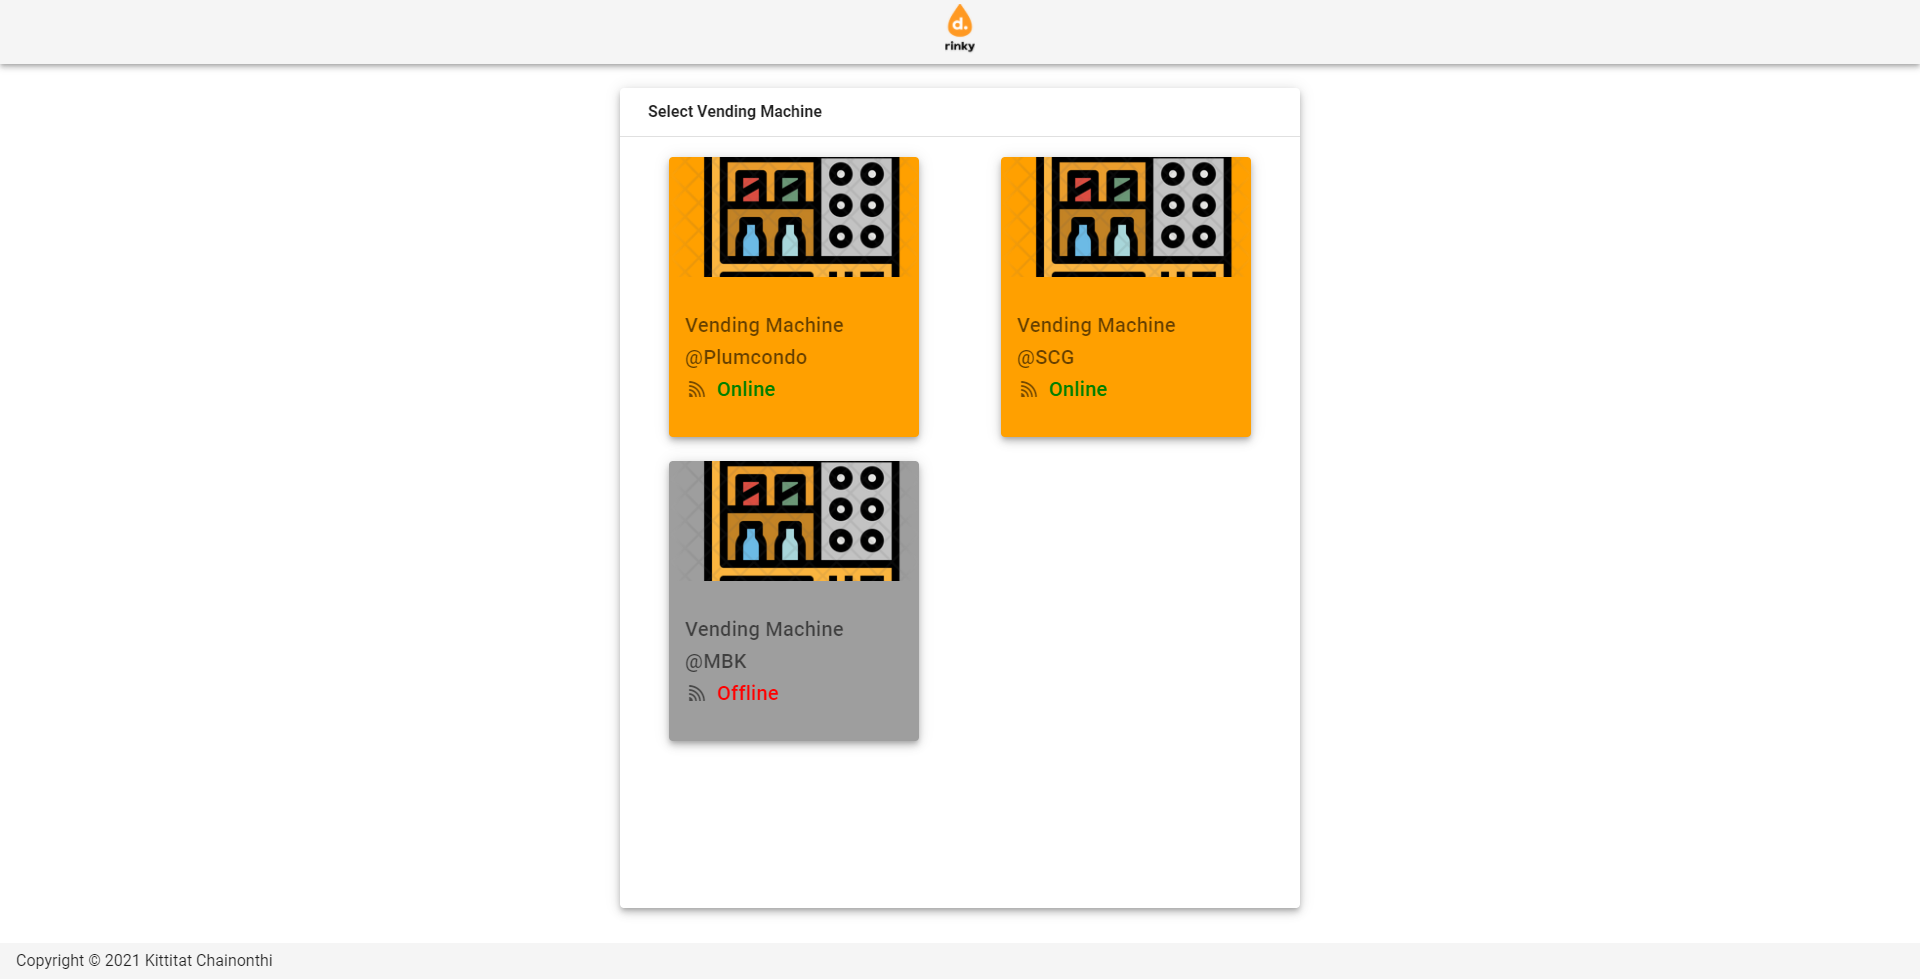 d.
rinky
Select Vending Machine
Vending Machine
@Plumcondo
Online
Vending Machine
@SCG
Online
Vending Machine
@MBK
Offline
Copyright © 2021 Kittitat Chainonthi